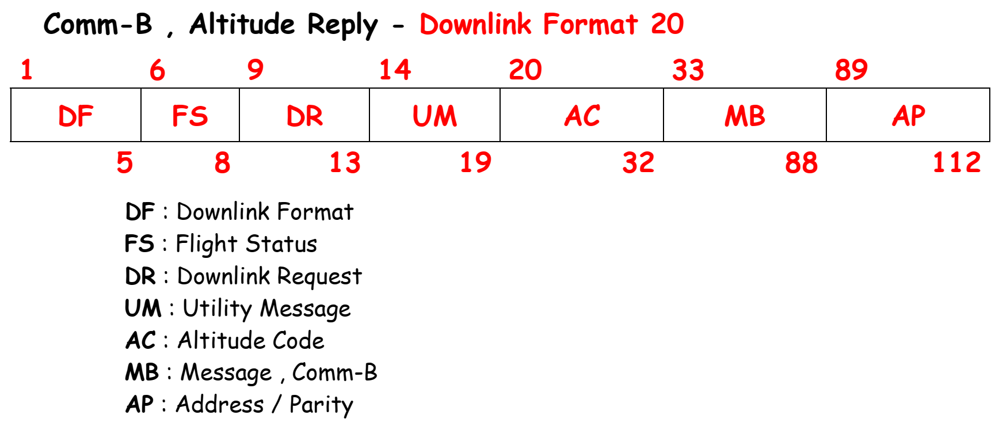 Comm-B , Altitude Reply - Downlink Format 20
1 6 9 14 20 33 89
DF FS DR UM AC MB AP
5 8 13 19 32 88 112
DF : Downlink Format
FS : Flight Status
DR : Downlink Request
UM : Utility Message
AC : Altitude Code
MB : Message , Comm-B
AP : Address / Parity